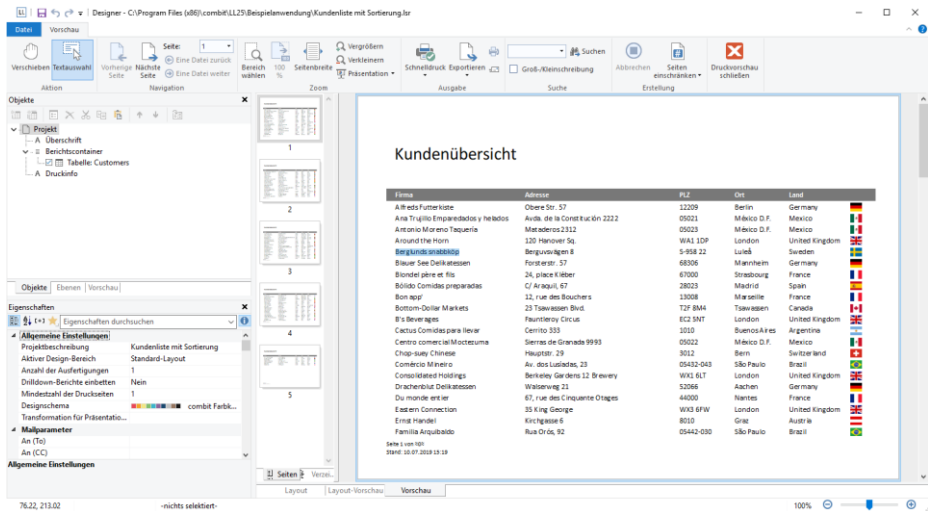 Designer - C:\Program Files (x86)\combit\LL25\Beispielanwendung\Kundenliste mit Sortierung.lsr
Datei Vorschau
Verschieben Textauswahl Vorherige Seite Nächste Seite Seite: 1 Eine Datei zurück Eine Datei weiter Bereich wählen 100 % Seitenbreite Vergrößern Verkleinern Präsentation Schnelldruck Exportieren Suchen Groß-/Kleinschreibung Abbrechen Seiten einschränken Druckvorschau schließen
Aktion Navigation Zoom Ausgabe Suche Erstellung
Objekte
Projekt
A Überschrift
Berichtscontainer
Tabelle: Customers
A Druckinfo
Objekte Ebenen Vorschau
Eigenschaften
Eigenschaften durchsuchen
Allgemeine Einstellungen
Projektbeschreibung Kundenliste mit Sortierung
Aktiver Design-Bereich Standard-Layout
Anzahl der Ausfertigungen 1
Drilldown-Berichte einbetten Nein
Mindestzahl der Druckseiten 1
Designschema combit Farbk...
Transformation für Präsentatio...
Mailparameter
An (To)
An (CC)
Allgemeine Einstellungen
1
2
3
4
5
Seiten Verzei...
Kundenübersicht
Firma Adresse PLZ Ort Land
Alfreds Futterkiste Obere Str. 57 12209 Berlin Germany
Ana Trujillo Emparedados y helados Avda. de la Constitución 2222 05021 México D.F. Mexico
Antonio Moreno Taquería Mataderos 2312 05023 México D.F. Mexico
Around the Horn 120 Hanover Sq. WA1 1DP London United Kingdom
Berglunds snabbköp Berguvsvägen 8 S-958 22 Luleå Sweden
Blauer See Delikatessen Forsterstr. 57 68306 Mannheim Germany
Blondel père et fils 24, place Kléber 67000 Strasbourg France
Bólido Comidas preparadas C/ Araquil, 67 28023 Madrid Spain
Bon app' 12, rue des Bouchers 13008 Marseille France
Bottom-Dollar Markets 23 Tsawassen Blvd. T2F 8M4 Tsawassen Canada
B's Beverages Fauntleroy Circus EC2 5NT London United Kingdom
Cactus Comidas para llevar Cerrito 333 1010 Buenos Aires Argentina
Centro comercial Moctezuma Sierras de Granada 9993 05022 México D.F. Mexico
Chop-suey Chinese Hauptstr. 29 3012 Bern Switzerland
Comércio Mineiro Av. dos Lusíadas, 23 05432-043 São Paulo Brazil
Consolidated Holdings Berkeley Gardens 12 Brewery WX1 6LT London United Kingdom
Drachenblut Delikatessen Walserweg 21 52066 Aachen Germany
Du monde entier 67, rue des Cinquante Otages 44000 Nantes France
Eastern Connection 35 King George WX3 6FW London United Kingdom
Ernst Handel Kirchgasse 6 8010 Graz Austria
Familia Arquibaldo Rua Orós, 92 05442-030 São Paulo Brazil
Seite 1 von
Stand: 10.07.2019 15:19
Layout Layout-Vorschau Vorschau
76.22, 213.02 -nichts selektiert- 100%